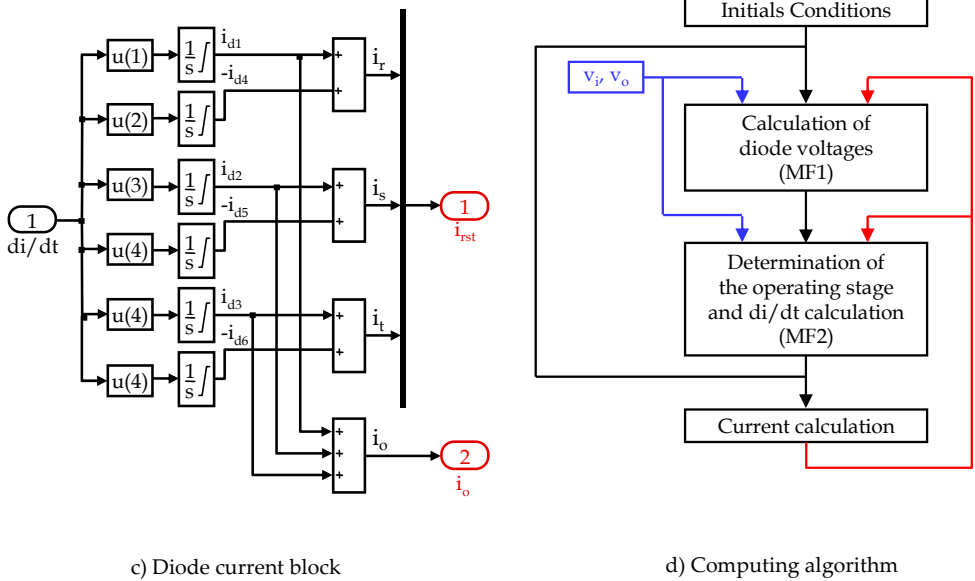 u(1)
1
s
i_d1
+
i_r
-i_d4
+
u(2)
1
s
u(3)
1
s
i_d2
+
i_s
-i_d5
+
1
di/dt
u(4)
1
s
1
i_rst
u(4)
1
s
i_d3
+
i_t
-i_d6
+
u(4)
1
s
+
+
+
i_o
2
i_o
c) Diode current block
Initials Conditions
v_i, v_o
Calculation of
diode voltages
(MF1)
Determination of
the operating stage
and di/dt calculation
(MF2)
Current calculation
d) Computing algorithm